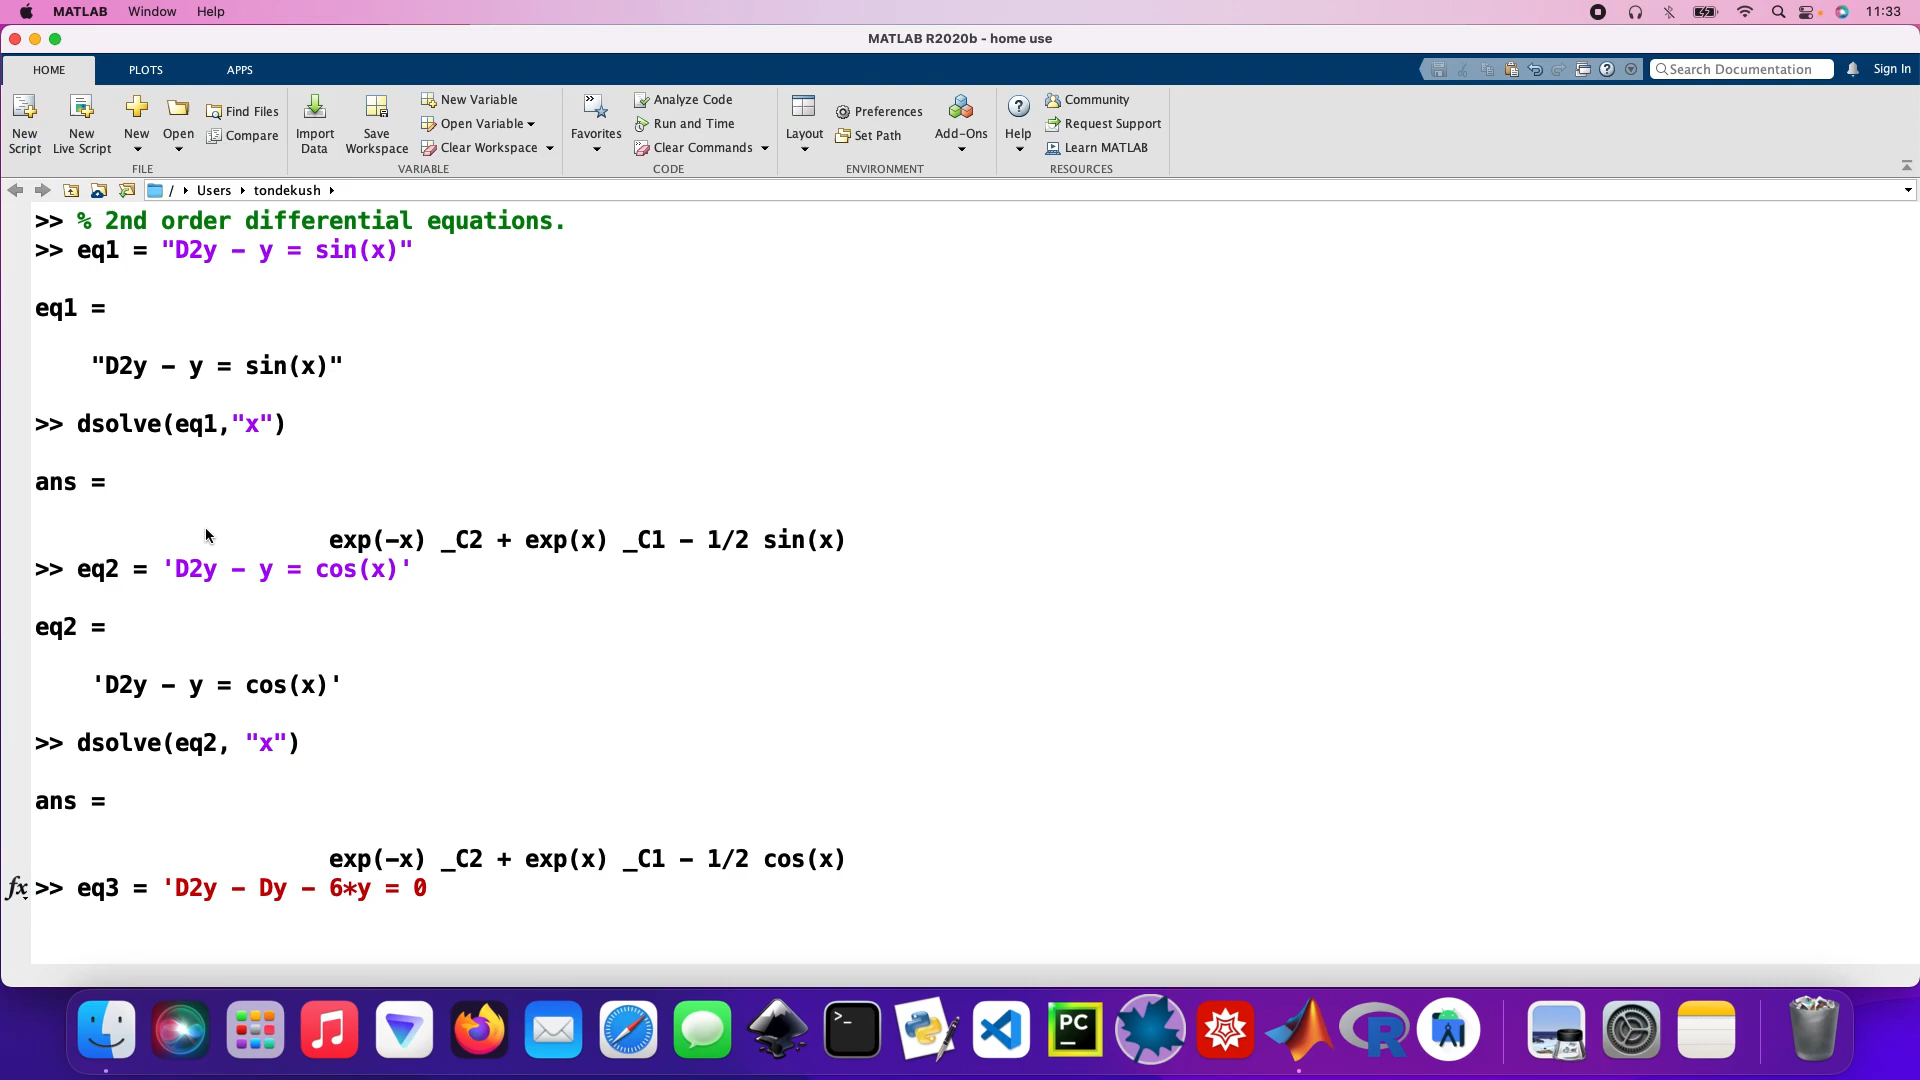 MATLAB Window Help 11:33
MATLAB R2020b - home use
HOME PLOTS APPS Search Documentation Sign In
New Script
New Live Script
New
Open
Find Files
Compare
Import Data
Save Workspace
New Variable
Open Variable
Clear Workspace
Favorites
Analyze Code
Run and Time
Clear Commands
Layout
Preferences
Set Path
Add-Ons
Help
Community
Request Support
Learn MATLAB
FILE VARIABLE CODE ENVIRONMENT RESOURCES
/ Users tondekush
>> % 2nd order differential equations.
>> eq1 = "D2y - y = sin(x)"
eq1 =
"D2y - y = sin(x)"
>> dsolve(eq1,"x")
ans =
exp(-x) _C2 + exp(x) _C1 - 1/2 sin(x)
>> eq2 = 'D2y - y = cos(x)'
eq2 =
'D2y - y = cos(x)'
>> dsolve(eq2, "x")
ans =
exp(-x) _C2 + exp(x) _C1 - 1/2 cos(x)
fx >> eq3 = 'D2y - Dy - 6*y = 0
>_
PC
R